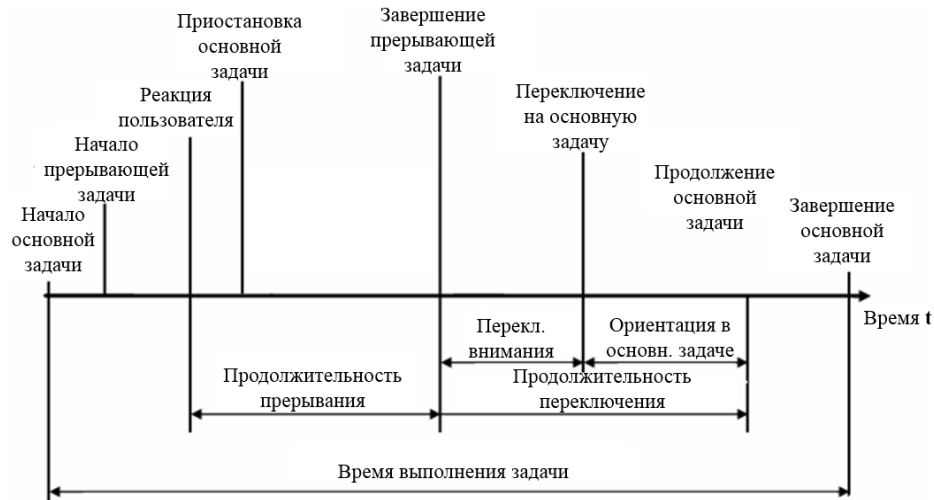 Приостановка
основной
задачи
Завершение
прерывающей
задачи
Реакция
пользователя
Переключение
на основную
задачу
Начало
прерывающей
задачи
Продолжение
основной
задачи
Начало
основной
задачи
Завершение
основной
задачи
Время t
Перекл.
внимания
Ориентация в
основн. задаче
Продолжительность
прерывания
Продолжительность
переключения
Время выполнения задачи